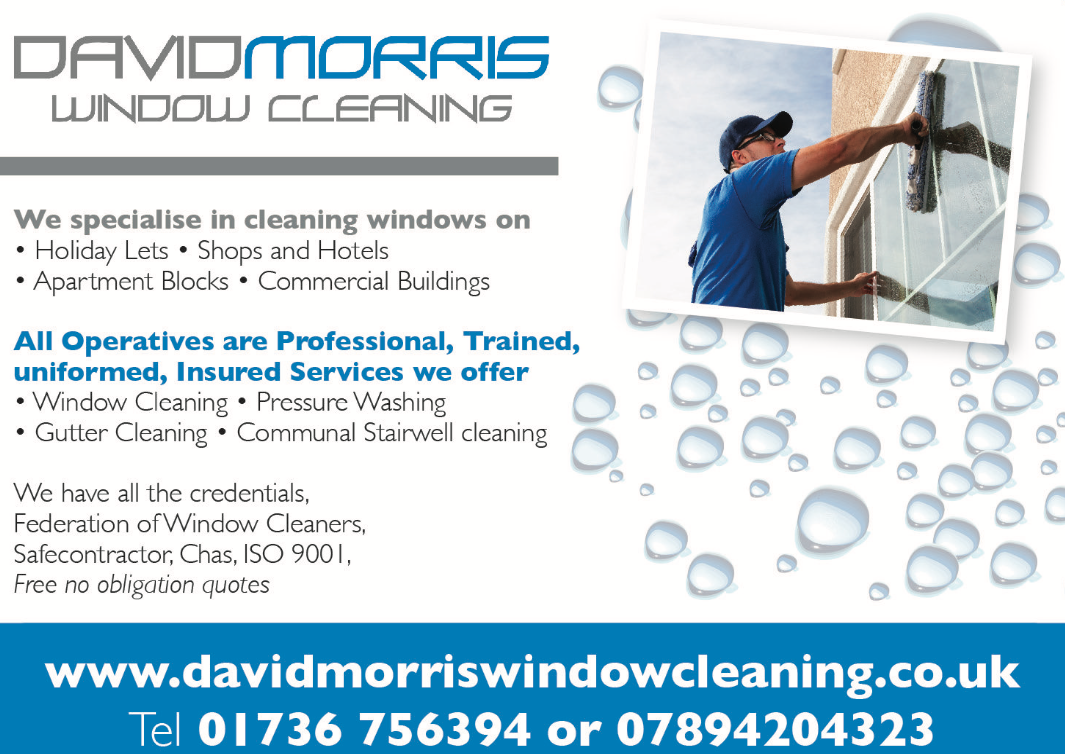 DAVIDMORRIS
WINDOW CLEANING
We specialise in cleaning windows on
• Holiday Lets • Shops and Hotels
• Apartment Blocks • Commercial Buildings
All Operatives are Professional, Trained,
uniformed, Insured Services we offer
• Window Cleaning • Pressure Washing
• Gutter Cleaning • Communal Stairwell cleaning
We have all the credentials,
Federation of Window Cleaners,
Safecontractor, Chas, ISO 9001,
Free no obligation quotes
www.davidmorriswindowcleaning.co.uk
Tel 01736 756394 or 07894204323